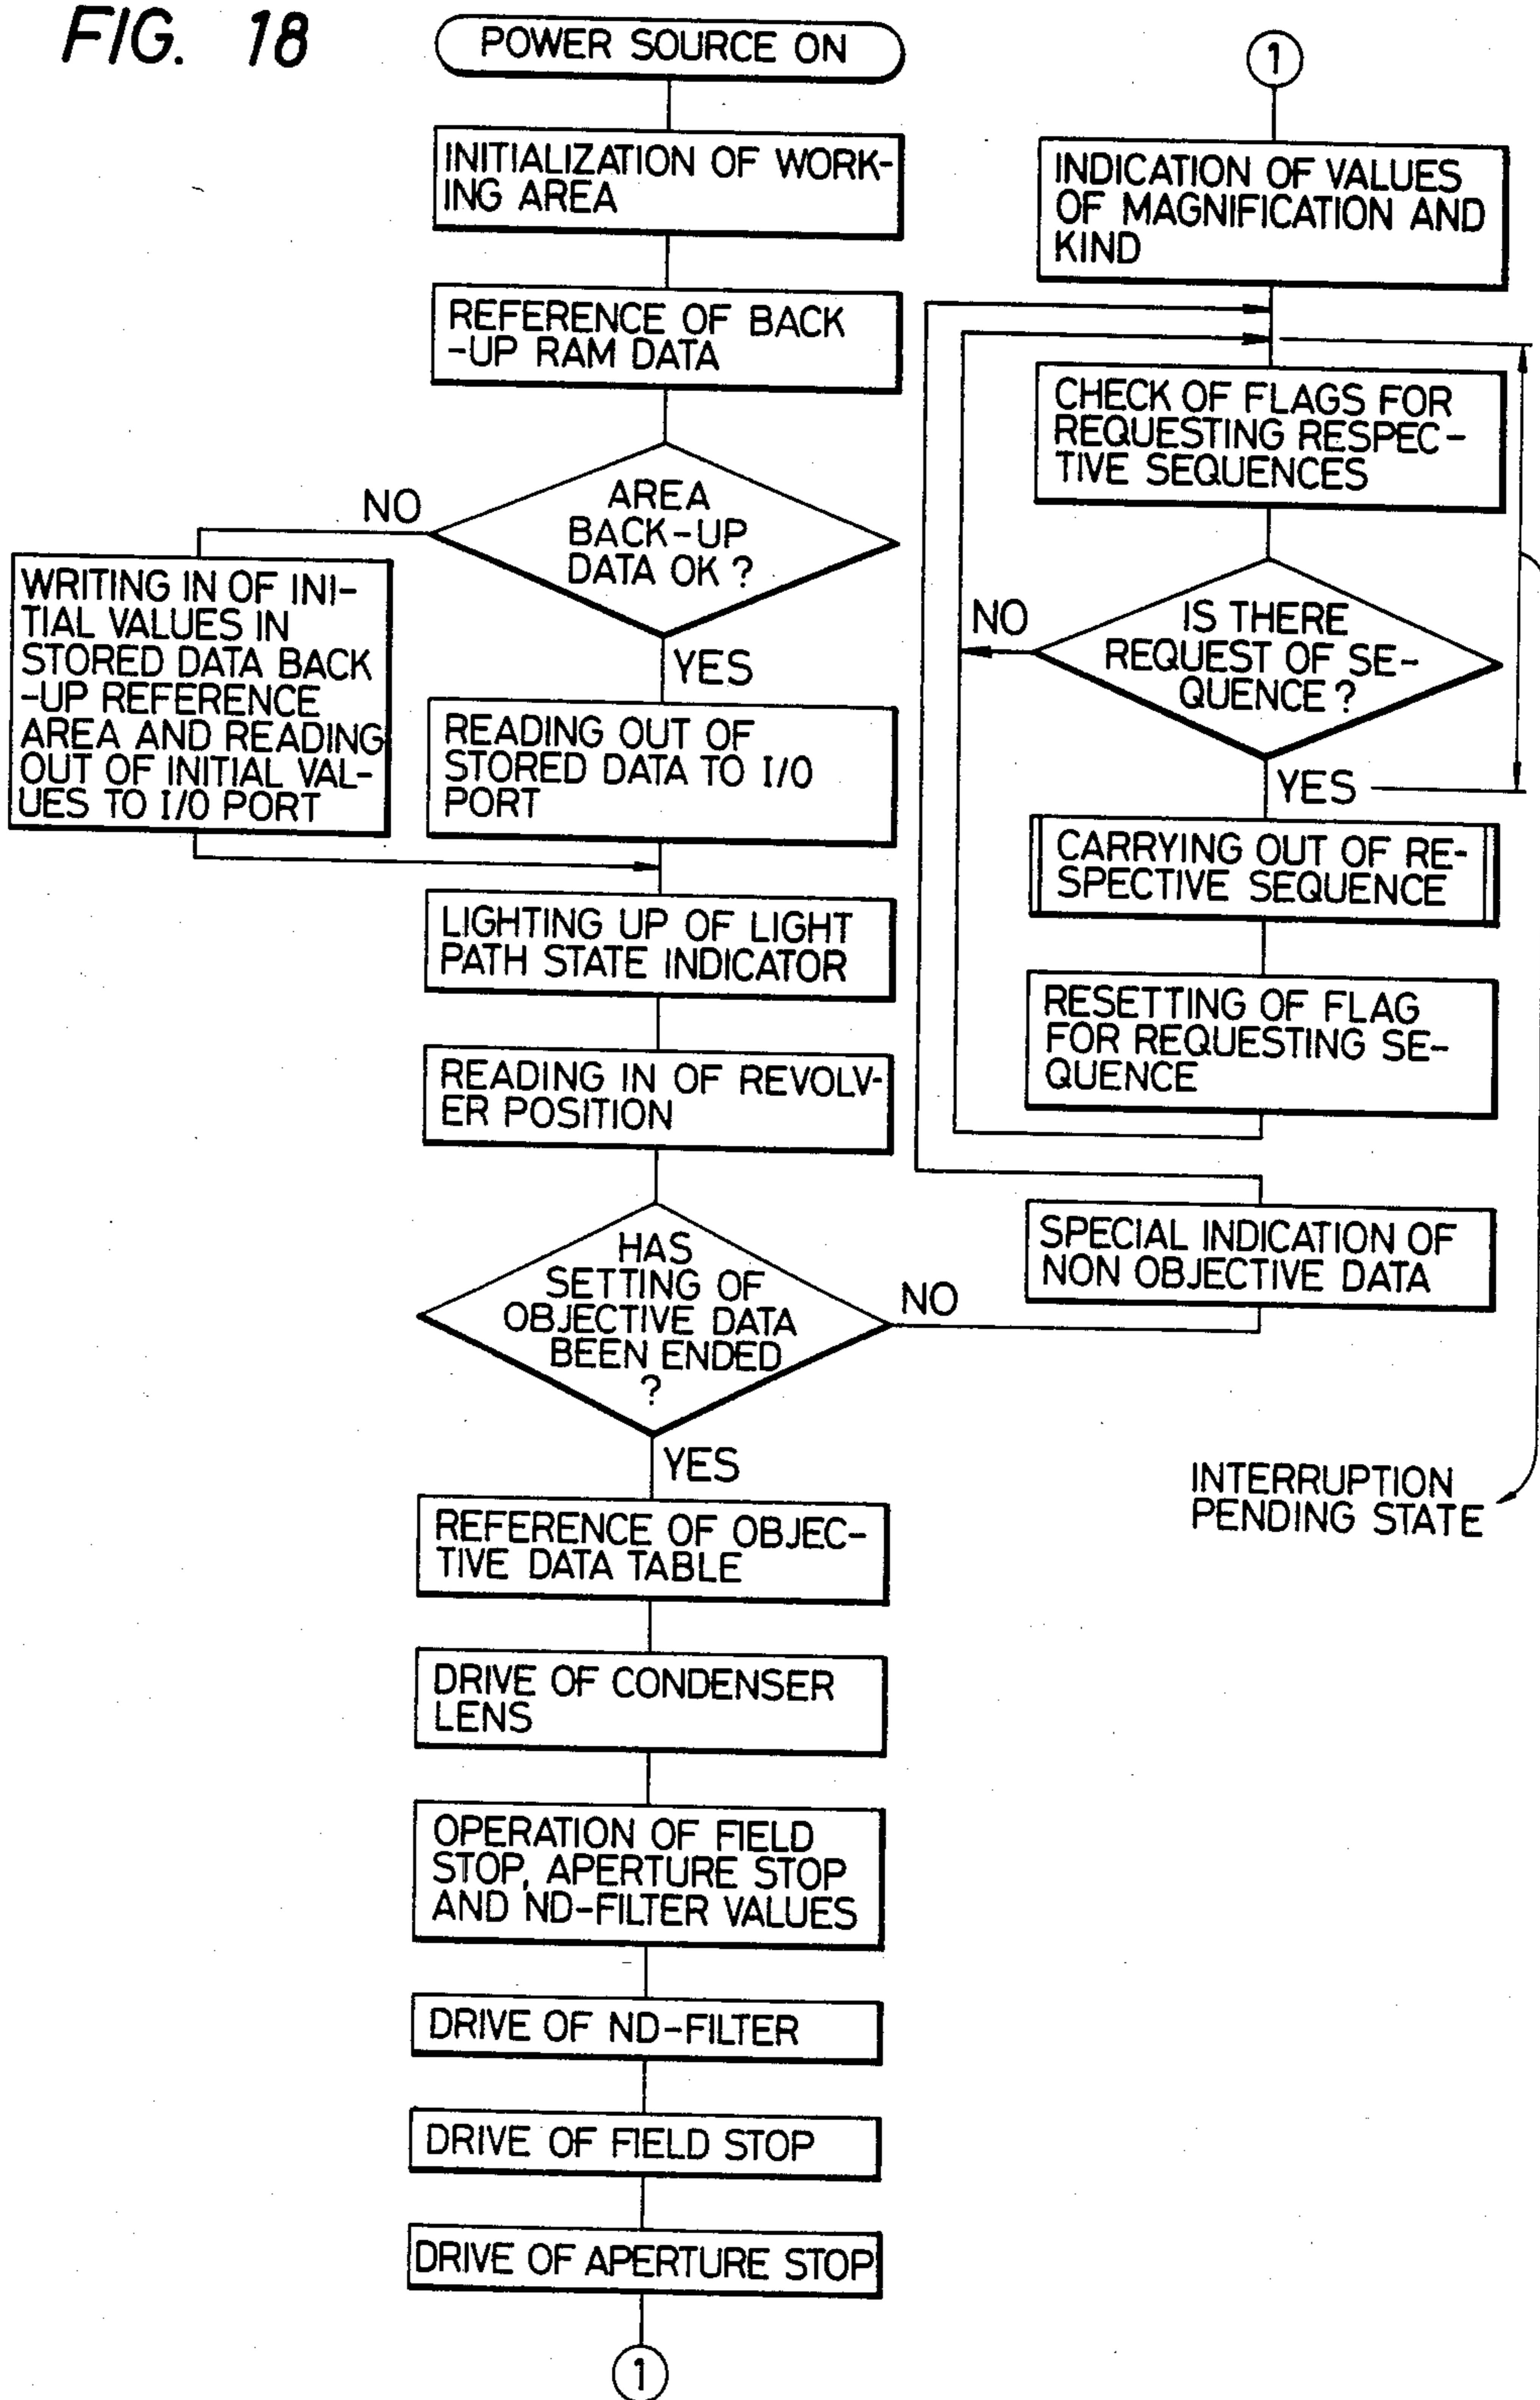 FIG. 18
POWER SOURCE ON
INITIALIZATION OF WORK-
ING AREA
REFERENCE OF BACK
-UP RAM DATA
AREA
BACK-UP
DATA OK ?
NO
WRITING IN OF INI-
TIAL VALUES IN
STORED DATA BACK
-UP REFERENCE
AREA AND READING
OUT OF INITIAL VAL-
UES TO I/O PORT
YES
READING OUT OF
STORED DATA TO I/O
PORT
LIGHTING UP OF LIGHT
PATH STATE INDICATOR
READING IN OF REVOLV-
ER POSITION
HAS
SETTING OF
OBJECTIVE DATA
BEEN ENDED
?
NO
YES
REFERENCE OF OBJEC-
TIVE DATA TABLE
DRIVE OF CONDENSER
LENS
OPERATION OF FIELD
STOP, APERTURE STOP
AND ND-FILTER VALUES
DRIVE OF ND-FILTER
DRIVE OF FIELD STOP
DRIVE OF APERTURE STOP
1
1
INDICATION OF VALUES
OF MAGNIFICATION AND
KIND
CHECK OF FLAGS FOR
REQUESTING RESPEC-
TIVE SEQUENCES
IS THERE
REQUEST OF SE-
QUENCE ?
NO
YES
CARRYING OUT OF RE-
SPECTIVE SEQUENCE
RESETTING OF FLAG
FOR REQUESTING SE-
QUENCE
SPECIAL INDICATION OF
NON OBJECTIVE DATA
INTERRUPTION
PENDING STATE